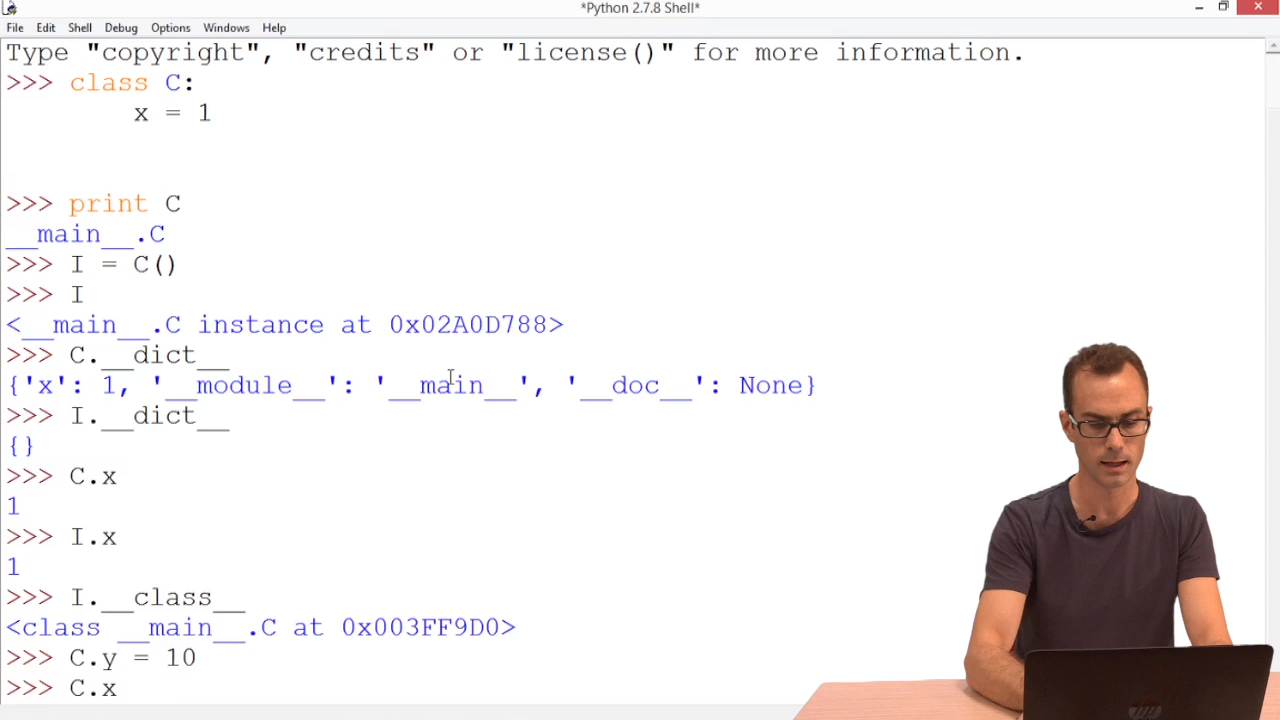 *Python 2.7.8 Shell*
File Edit Shell Debug Options Windows Help
Type "copyright", "credits" or "license()" for more information.
>>> class C:
        x = 1
>>> print C
__main__.C
>>> I = C()
>>> I
<__main__.C instance at 0x02A0D788>
>>> C.__dict__
{'x': 1, '__module__': '__main__', '__doc__': None}
>>> I.__dict__
{}
>>> C.x
1
>>> I.x
1
>>> I.__class__
<class __main__.C at 0x003FF9D0>
>>> C.y = 10
>>> C.x